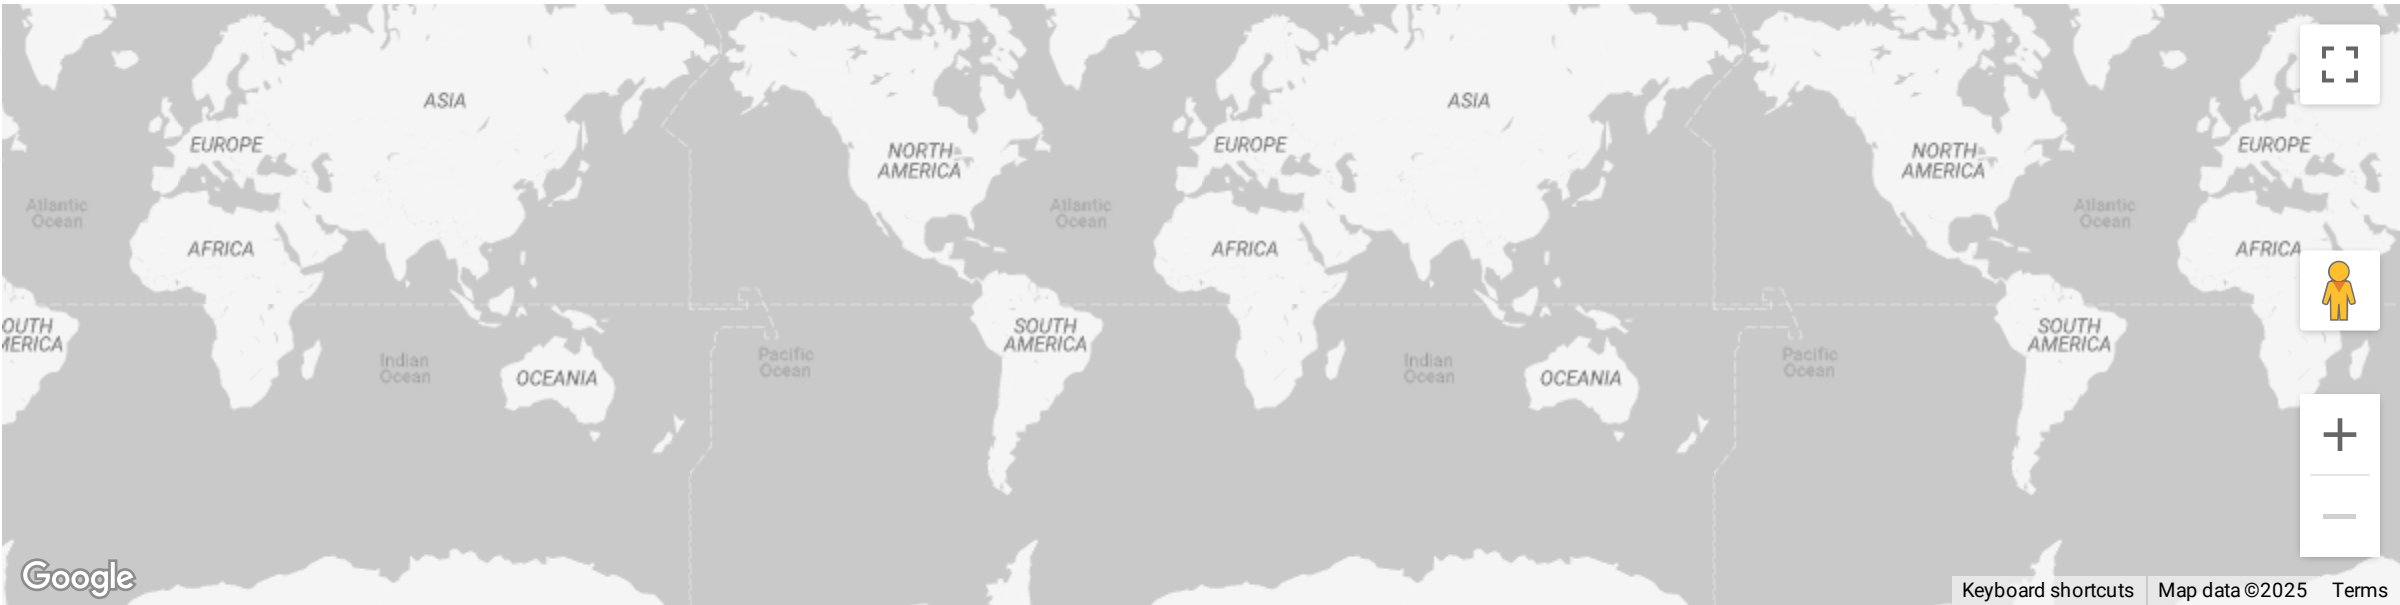 ASIA
ASIA
EUROPE
EUROPE
EUROPE
NORTH
AMERICA
NORTH
AMERICA
Atlantic
Ocean
Atlantic
Ocean
Atlantic
Ocean
AFRICA
AFRICA
AFRICA
OUTH
MERICA
SOUTH
AMERICA
SOUTH
AMERICA
Indian
Ocean
Pacific
Ocean
Indian
Ocean
Pacific
Ocean
OCEANIA
OCEANIA
Google
Keyboard shortcuts
Map data ©2025
Terms